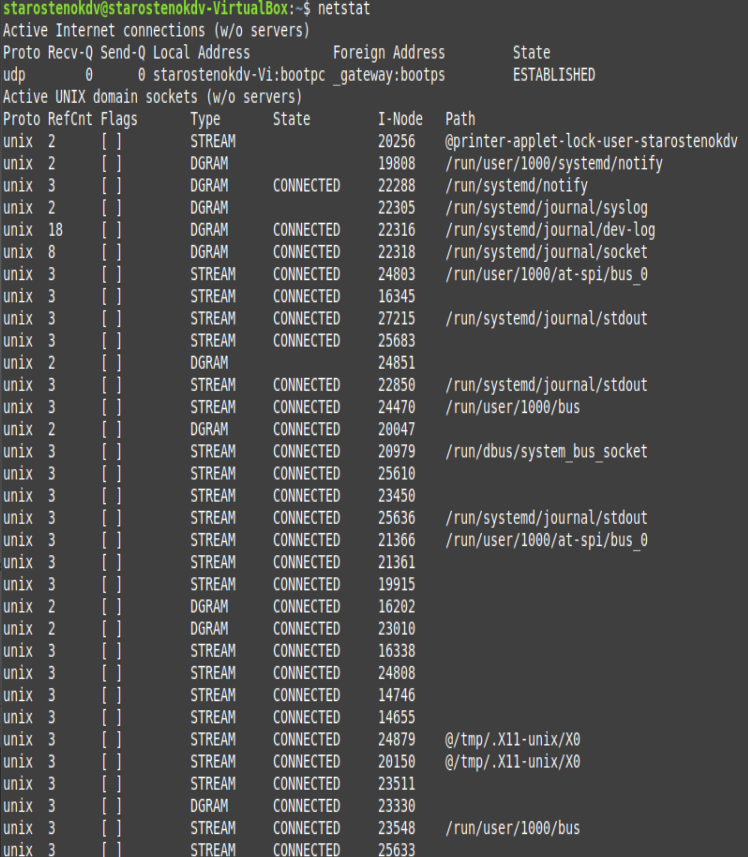 starostenokdv@starostenokdv-VirtualBox:~$ netstat
Active Internet connections (w/o servers)
Proto Recv-Q Send-Q Local Address           Foreign Address         State
udp        0      0 starostenokdv-Vi:bootpc _gateway:bootps         ESTABLISHED
Active UNIX domain sockets (w/o servers)
Proto RefCnt Flags       Type       State         I-Node   Path
unix  2      [ ]         STREAM                   20256    @printer-applet-lock-user-starostenokdv
unix  2      [ ]         DGRAM                    19808    /run/user/1000/systemd/notify
unix  3      [ ]         DGRAM      CONNECTED     22288    /run/systemd/notify
unix  2      [ ]         DGRAM                    22305    /run/systemd/journal/syslog
unix  18     [ ]         DGRAM      CONNECTED     22316    /run/systemd/journal/dev-log
unix  8      [ ]         DGRAM      CONNECTED     22318    /run/systemd/journal/socket
unix  3      [ ]         STREAM     CONNECTED     24803    /run/user/1000/at-spi/bus_0
unix  3      [ ]         STREAM     CONNECTED     16345
unix  3      [ ]         STREAM     CONNECTED     27215    /run/systemd/journal/stdout
unix  3      [ ]         STREAM     CONNECTED     25683
unix  2      [ ]         DGRAM                    24851
unix  3      [ ]         STREAM     CONNECTED     22850    /run/systemd/journal/stdout
unix  3      [ ]         STREAM     CONNECTED     24470    /run/user/1000/bus
unix  2      [ ]         DGRAM      CONNECTED     20047
unix  3      [ ]         STREAM     CONNECTED     20979    /run/dbus/system_bus_socket
unix  3      [ ]         STREAM     CONNECTED     25610
unix  3      [ ]         STREAM     CONNECTED     23450
unix  3      [ ]         STREAM     CONNECTED     25636    /run/systemd/journal/stdout
unix  3      [ ]         STREAM     CONNECTED     21366    /run/user/1000/at-spi/bus_0
unix  3      [ ]         STREAM     CONNECTED     21361
unix  3      [ ]         STREAM     CONNECTED     19915
unix  2      [ ]         DGRAM      CONNECTED     16202
unix  2      [ ]         DGRAM      CONNECTED     23010
unix  3      [ ]         STREAM     CONNECTED     16338
unix  3      [ ]         STREAM     CONNECTED     24808
unix  3      [ ]         STREAM     CONNECTED     14746
unix  3      [ ]         STREAM     CONNECTED     14655
unix  3      [ ]         STREAM     CONNECTED     24879    @/tmp/.X11-unix/X0
unix  3      [ ]         STREAM     CONNECTED     20150    @/tmp/.X11-unix/X0
unix  3      [ ]         STREAM     CONNECTED     23511
unix  3      [ ]         DGRAM      CONNECTED     23330
unix  3      [ ]         STREAM     CONNECTED     23548    /run/user/1000/bus
unix  3      [ ]         STREAM     CONNECTED     25633